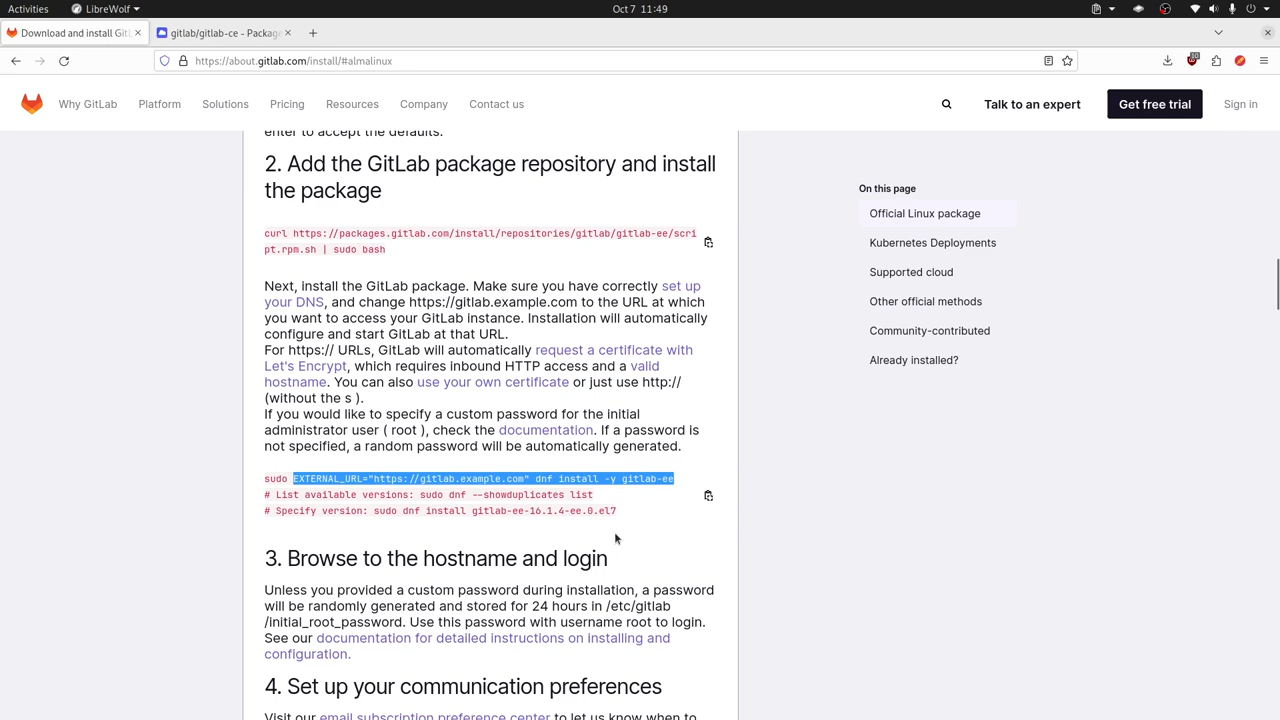 Activities
LibreWolf
Oct 7 11:49
Download and install GitL
gitlab/gitlab-ce - Packag
https://about.gitlab.com/install/#almalinux
10
Why GitLab
Platform
Solutions
Pricing
Resources
Company
Contact us
Talk to an expert
Get free trial
Sign in
enter to accept the defaults.
2. Add the GitLab package repository and install
the package
curl https://packages.gitlab.com/install/repositories/gitlab/gitlab-ee/scri
pt.rpm.sh | sudo bash
Next, install the GitLab package. Make sure you have correctly set up
your DNS, and change https://gitlab.example.com to the URL at which
you want to access your GitLab instance. Installation will automatically
configure and start GitLab at that URL.
For https:// URLs, GitLab will automatically request a certificate with
Let's Encrypt, which requires inbound HTTP access and a valid
hostname. You can also use your own certificate or just use http://
(without the s ).
If you would like to specify a custom password for the initial
administrator user ( root ), check the documentation. If a password is
not specified, a random password will be automatically generated.
sudo EXTERNAL_URL="https://gitlab.example.com" dnf install -y gitlab-ee
# List available versions: sudo dnf --showduplicates list
# Specify version: sudo dnf install gitlab-ee-16.1.4-ee.0.el7
3. Browse to the hostname and login
Unless you provided a custom password during installation, a password
will be randomly generated and stored for 24 hours in /etc/gitlab
/initial_root_password. Use this password with username root to login.
See our documentation for detailed instructions on installing and
configuration.
4. Set up your communication preferences
Visit our email subscription preference center to let us know when to
On this page
Official Linux package
Kubernetes Deployments
Supported cloud
Other official methods
Community-contributed
Already installed?